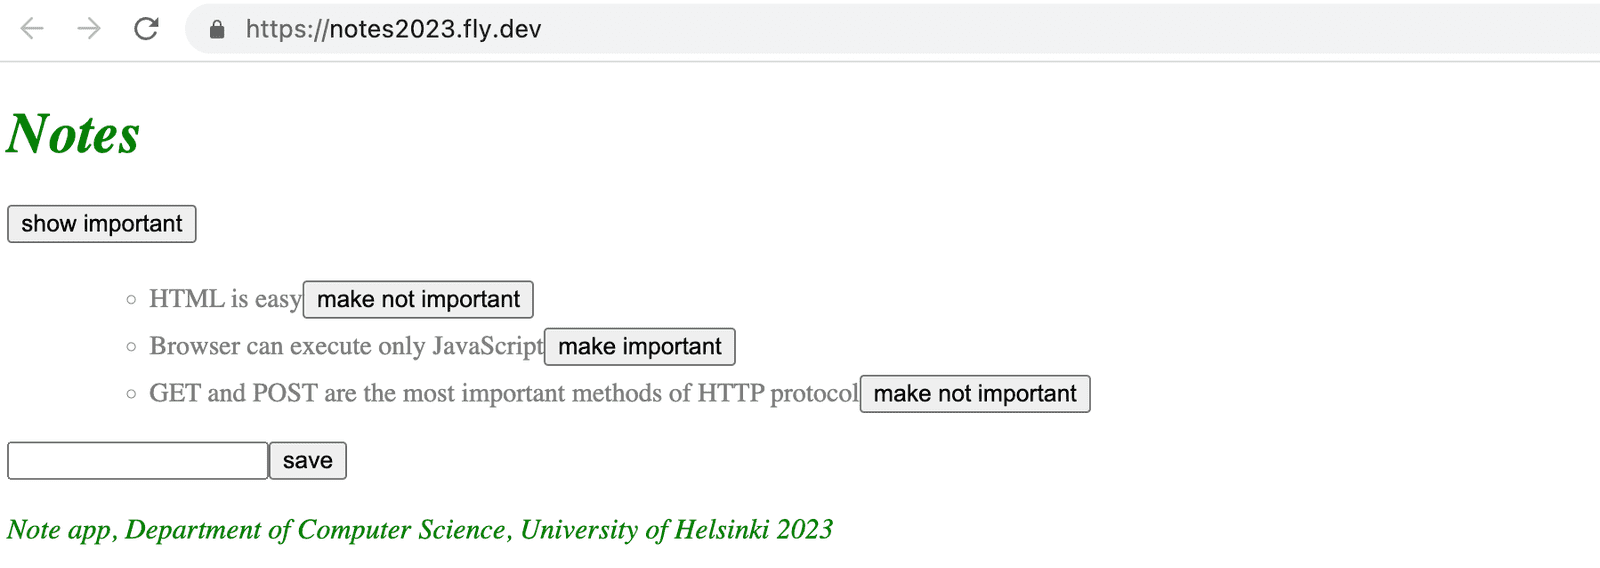 https://notes2023.fly.dev
Notes
show important
HTML is easy make not important
Browser can execute only JavaScript make important
GET and POST are the most important methods of HTTP protocol make not important
save
Note app, Department of Computer Science, University of Helsinki 2023